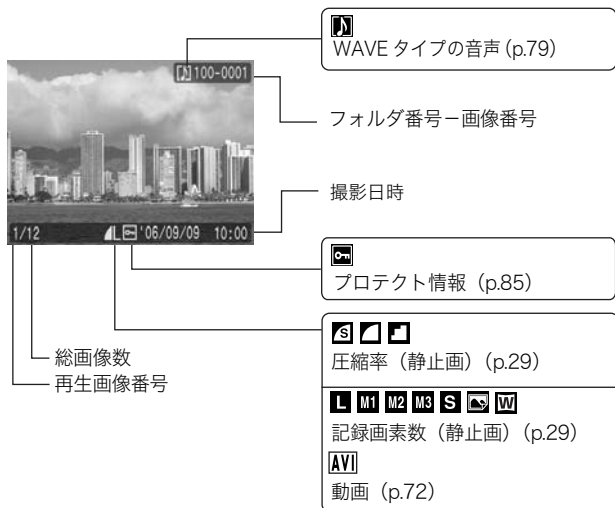 WAVE タイプの音声 (p.79)
100-0001
フォルダ番号－画像番号
撮影日時
1/12
L
'06/09/09 10:00
プロテクト情報（p.85）
S
圧縮率（静止画）(p.29)
総画像数
再生画像番号
L M1 M2 M3 S W
記録画素数（静止画）(p.29)
AVI
動画（p.72）